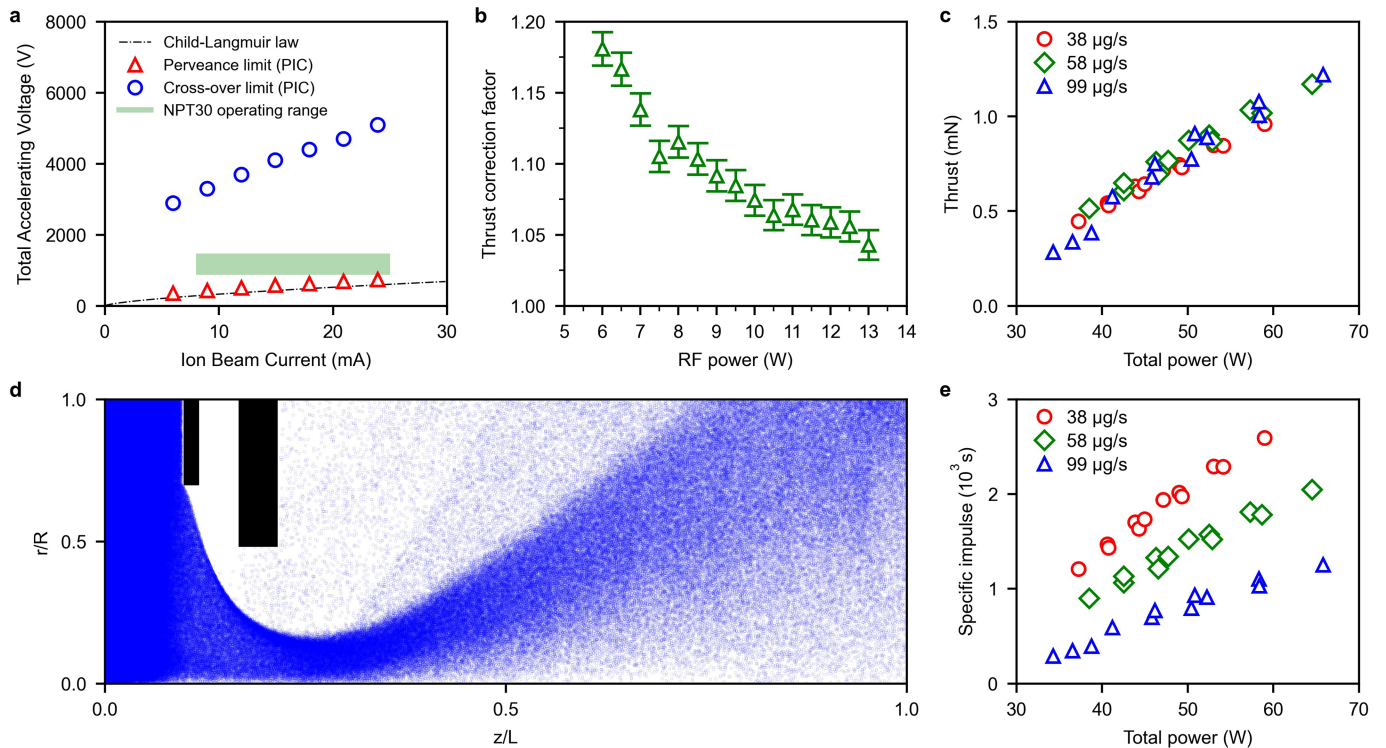 a
8000
6000
4000
2000
0
Total Accelerating Voltage (V)
Child-Langmuir law
Perveance limit (PIC)
Cross-over limit (PIC)
NPT30 operating range
0 10 20 30
Ion Beam Current (mA)
b
1.20
1.15
1.10
1.05
1.00
Thrust correction factor
5 6 7 8 9 10 11 12 13 14
RF power (W)
c
1.5
1.0
0.5
0.0
Thrust (mN)
38 µg/s
58 µg/s
99 µg/s
30 40 50 60 70
Total power (W)
d
1.0
0.5
0.0
r/R
0.0 0.5 1.0
z/L
e
3
2
1
0
Specific impulse (10³ s)
38 µg/s
58 µg/s
99 µg/s
30 40 50 60 70
Total power (W)